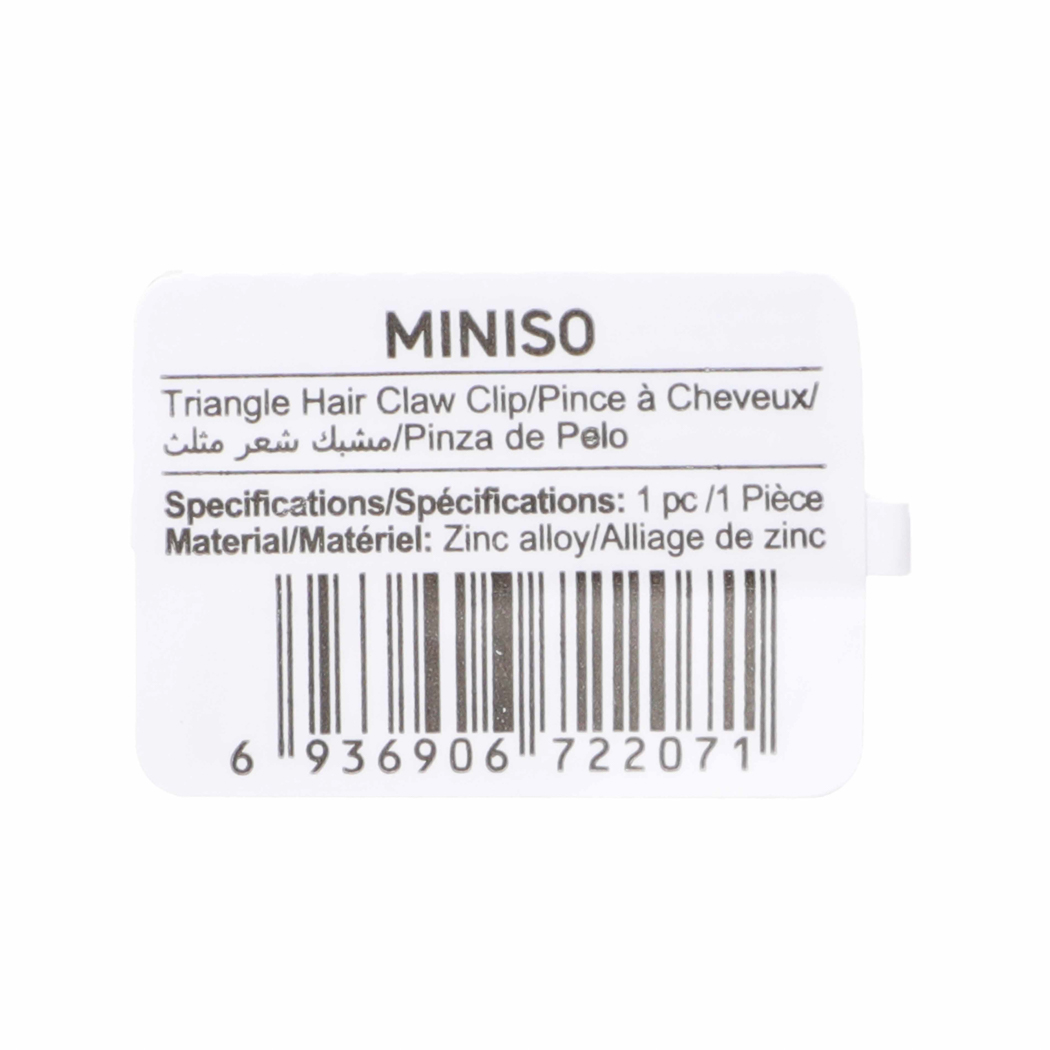 MINISO
Triangle Hair Claw Clip/Pince à Cheveux/
مشبك شعر مثلث/Pinza de Pelo
Specifications/Spécifications: 1 pc /1 Pièce
Material/Matériel: Zinc alloy/Alliage de zinc
6 936906 722071